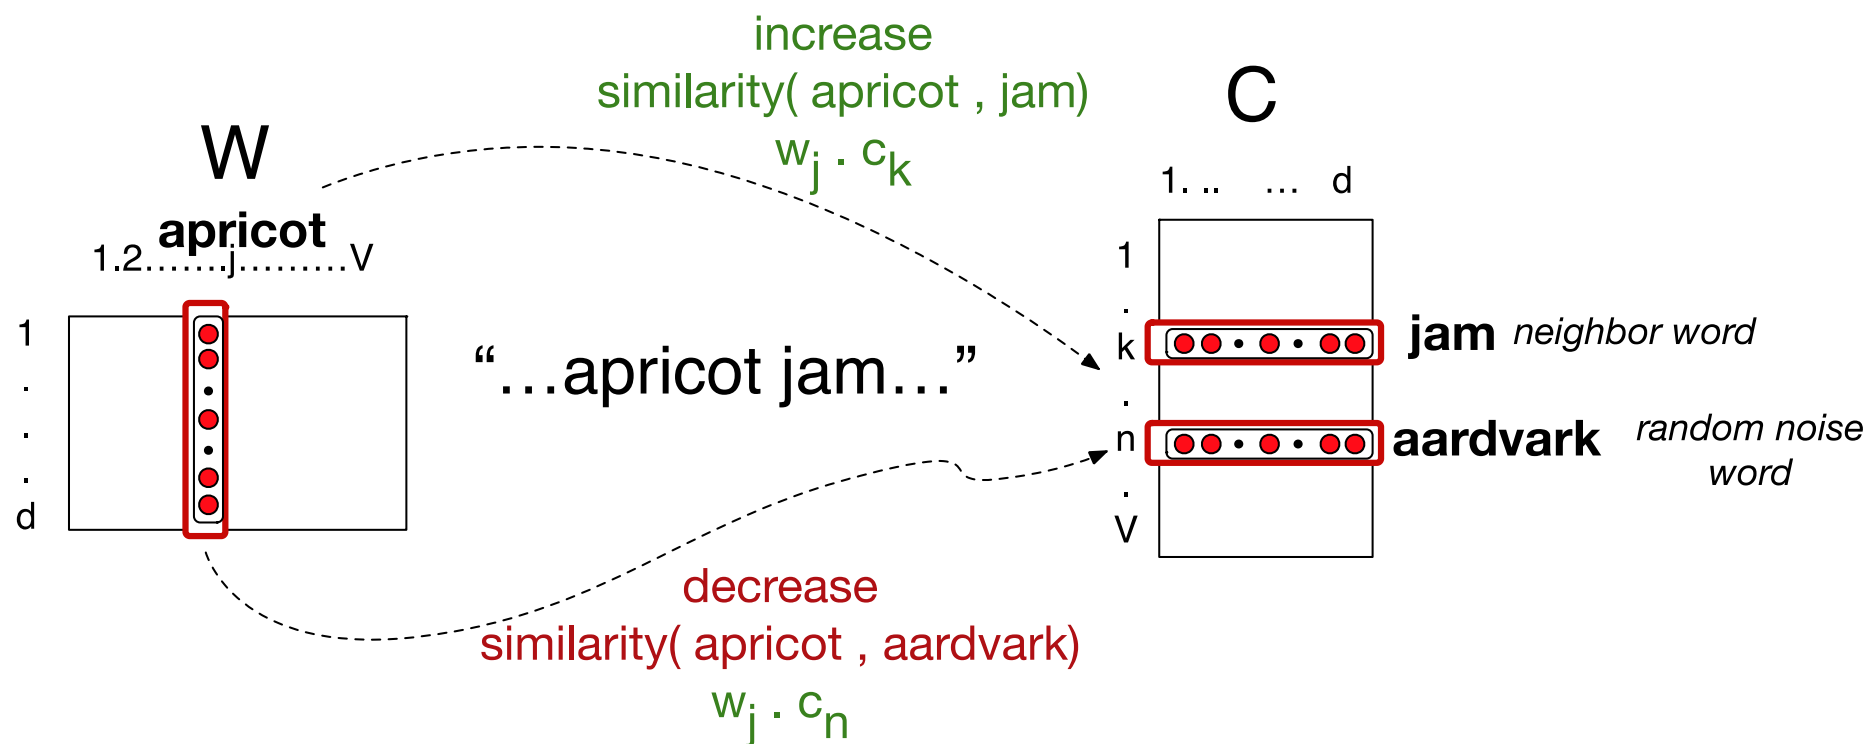 increase
similarity( apricot , jam)
wj . ck
W
apricot
1.2.......j.........V
1
.
.
.
d
“…apricot jam…”
C
1. .. … d
1
.
k
.
n
.
V
jam neighbor word
aardvark random noise
word
decrease
similarity( apricot , aardvark)
wj . cn